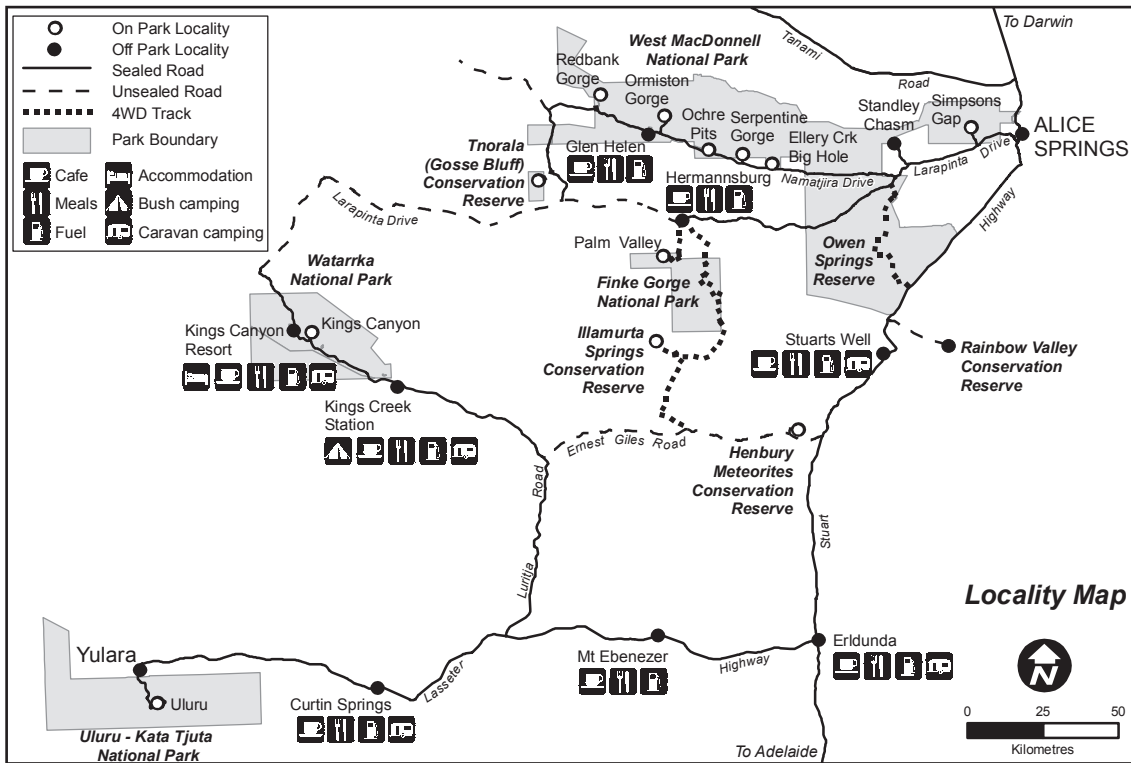 On Park Locality
Off Park Locality
Sealed Road
Unsealed Road
4WD Track
Park Boundary
Cafe
Accommodation
Meals
Bush camping
Fuel
Caravan camping
To Darwin
Tanami
Road
West MacDonnell
National Park
Redbank
Gorge
Ormiston
Gorge
Ochre
Pits
Serpentine
Gorge
Ellery Crk
Big Hole
Standley
Chasm
Simpsons
Gap
ALICE
SPRINGS
Larapinta Drive
Namatjira Drive
Highway
Glen Helen
Tnorala
(Gosse Bluff)
Conservation
Reserve
Hermannsburg
Larapinta Drive
Palm Valley
Finke Gorge
National Park
Owen
Springs
Reserve
Watarrka
National Park
Kings Canyon
Resort
Kings Canyon
Illamurta
Springs
Conservation
Reserve
Stuarts Well
Rainbow Valley
Conservation
Reserve
Kings Creek
Station
Ernest Giles Road
Henbury
Meteorites
Conservation
Reserve
Luritja
Road
Stuart
Locality Map
N
0 25 50
Kilometres
Yulara
Uluru
Uluru - Kata Tjuta
National Park
Curtin Springs
Lasseter
Highway
Mt Ebenezer
Erldunda
To Adelaide